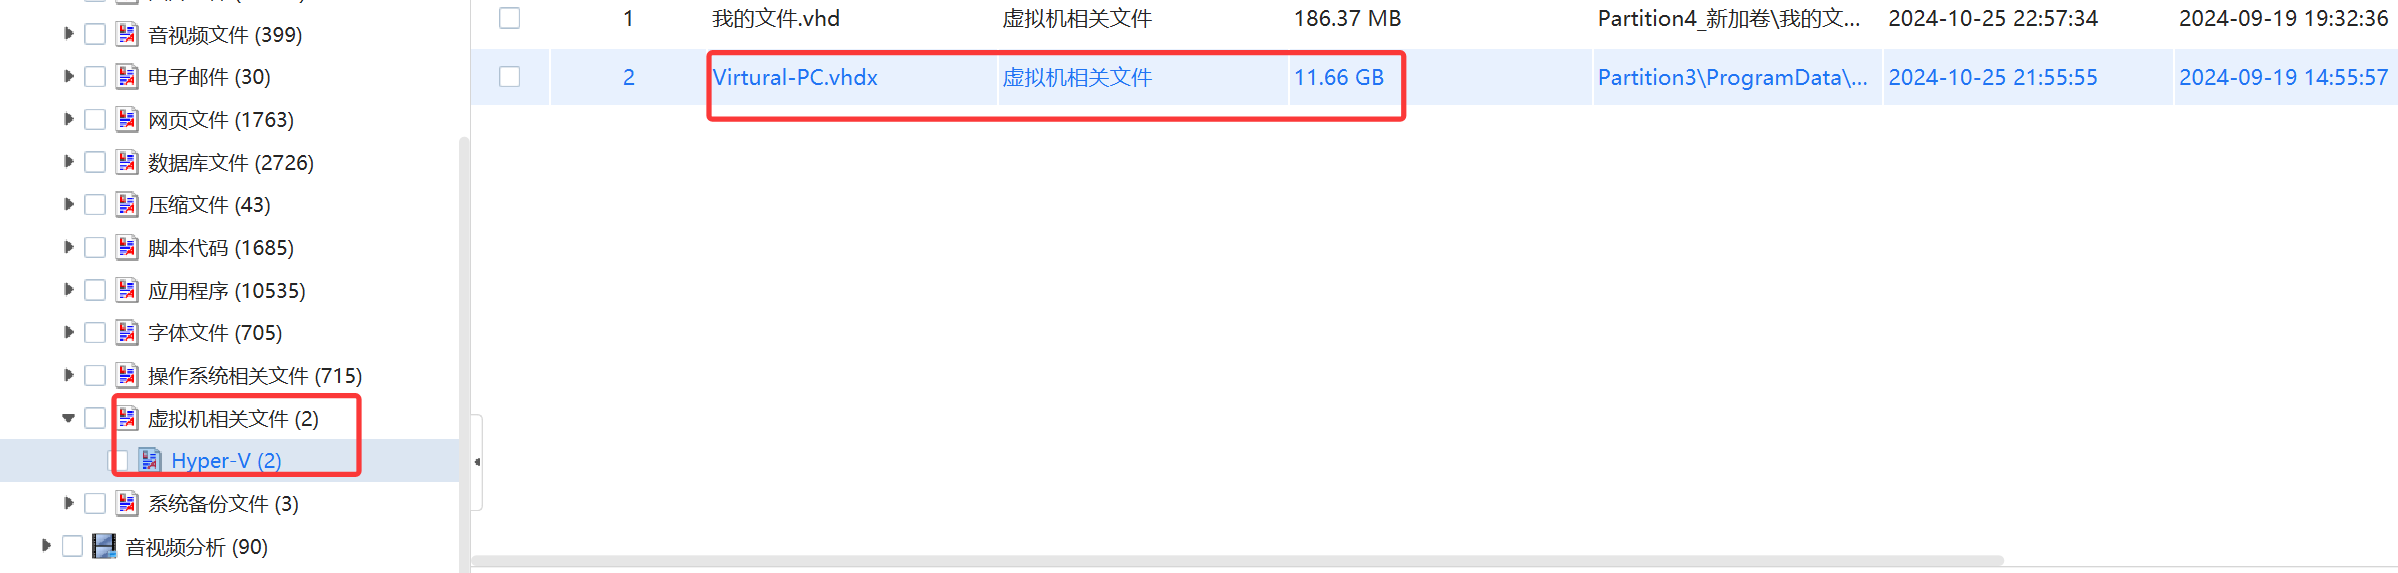 音视频文件 (399)
电子邮件 (30)
网页文件 (1763)
数据库文件 (2726)
压缩文件 (43)
脚本代码 (1685)
应用程序 (10535)
字体文件 (705)
操作系统相关文件 (715)
虚拟机相关文件 (2)
Hyper-V (2)
系统备份文件 (3)
音视频分析 (90)
1 我的文件.vhd 虚拟机相关文件 186.37 MB Partition4_新加卷\我的文... 2024-10-25 22:57:34 2024-09-19 19:32:36
2 Virtural-PC.vhdx 虚拟机相关文件 11.66 GB Partition3\ProgramData\... 2024-10-25 21:55:55 2024-09-19 14:55:57